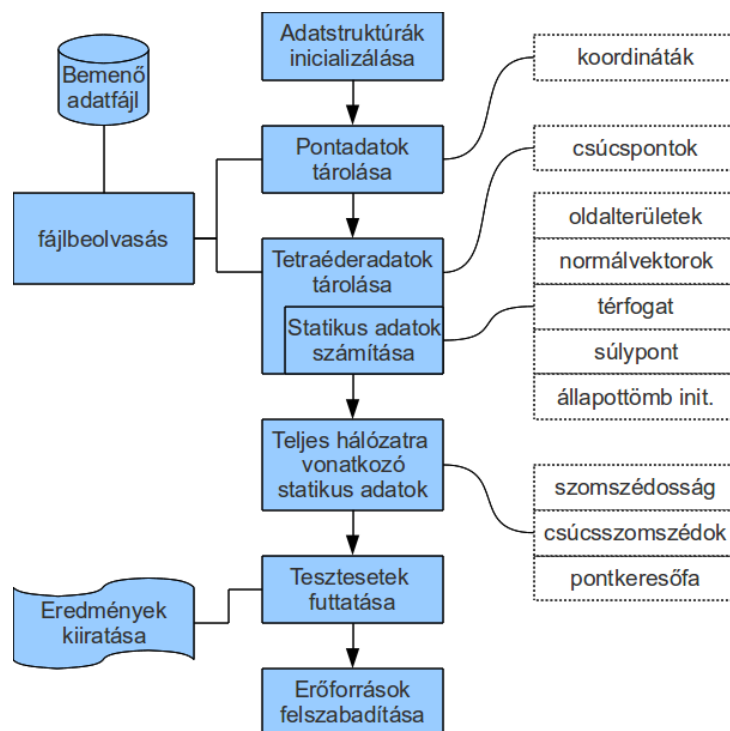 Adatstruktúrák
inicializálása
koordináták
Bemenő
adatfájl
Pontadatok
tárolása
csúcspontok
fájlbeolvasás
oldalterületek
Tetraéderadatok
tárolása
normálvektorok
Statikus adatok
számítása
térfogat
súlypont
állapottömb init.
Teljes hálózatra
vonatkozó
statikus adatok
szomszédosság
csúcsszomszédok
pontkeresőfa
Tesztesetek
futtatása
Eredmények
kiiratása
Erőforrások
felszabadítása